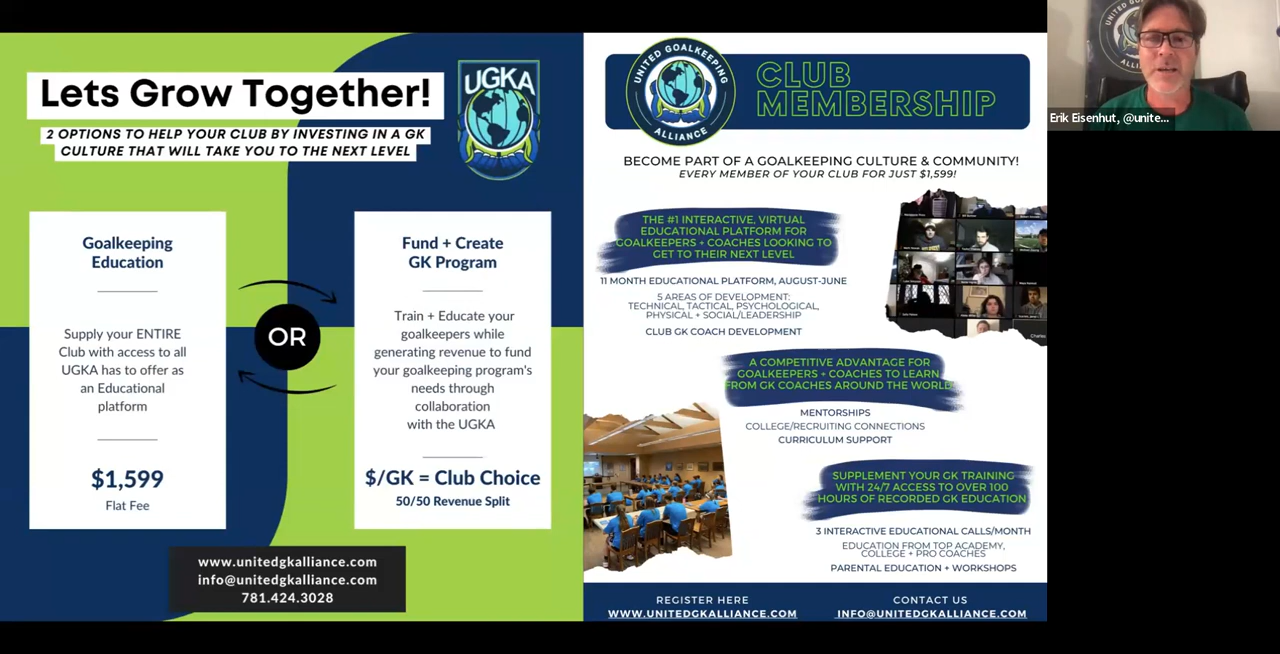 Lets Grow Together!
2 OPTIONS TO HELP YOUR CLUB BY INVESTING IN A GK
CULTURE THAT WILL TAKE YOU TO THE NEXT LEVEL
UGKA
Goalkeeping
Education
Supply your ENTIRE
Club with access to all
UGKA has to offer as
an Educational
platform
$1,599
Flat Fee
OR
Fund + Create
GK Program
Train + Educate your
goalkeepers while
generating revenue to fund
your goalkeeping program's
needs through
collaboration
with the UGKA
$/GK = Club Choice
50/50 Revenue Split
www.unitedgkalliance.com
info@unitedgkalliance.com
781.424.3028
UNITED GOALKEEPING
ALLIANCE
CLUB
MEMBERSHIP
BECOME PART OF A GOALKEEPING CULTURE & COMMUNITY!
EVERY MEMBER OF YOUR CLUB FOR JUST $1,599!
THE #1 INTERACTIVE, VIRTUAL
EDUCATIONAL PLATFORM FOR
GOALKEEPERS + COACHES LOOKING TO
GET TO THEIR NEXT LEVEL
11 MONTH EDUCATIONAL PLATFORM, AUGUST-JUNE
5 AREAS OF DEVELOPMENT:
TECHNICAL, TACTICAL, PSYCHOLOGICAL,
PHYSICAL + SOCIAL/LEADERSHIP
CLUB GK COACH DEVELOPMENT
A COMPETITIVE ADVANTAGE FOR
GOALKEEPERS + COACHES TO LEARN
FROM GK COACHES AROUND THE WORLD
MENTORSHIPS
COLLEGE/RECRUITING CONNECTIONS
CURRICULUM SUPPORT
SUPPLEMENT YOUR GK TRAINING
WITH 24/7 ACCESS TO OVER 100
HOURS OF RECORDED GK EDUCATION
3 INTERACTIVE EDUCATIONAL CALLS/MONTH
EDUCATION FROM TOP ACADEMY,
COLLEGE + PRO COACHES
PARENTAL EDUCATION + WORKSHOPS
REGISTER HERE
WWW.UNITEDGKALLIANCE.COM
CONTACT US
INFO@UNITEDGKALLIANCE.COM
Erik Eisenhut, @unite...